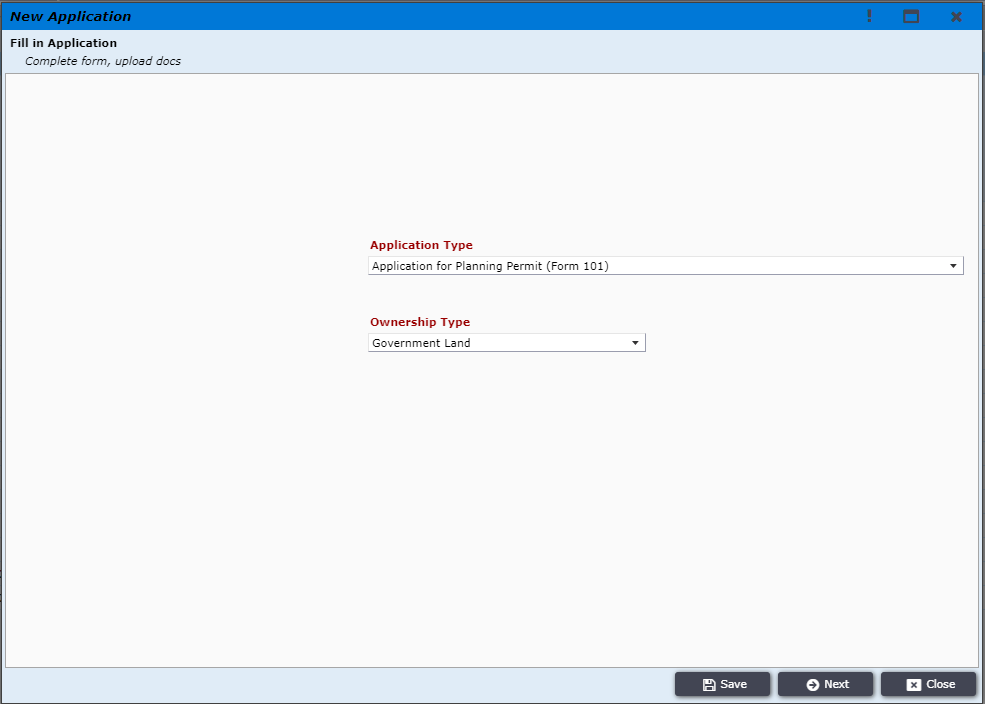 New Application
Fill in Application
Complete form, upload docs
Application Type
Application for Planning Permit (Form 101)
Ownership Type
Government Land
Save
Next
Close